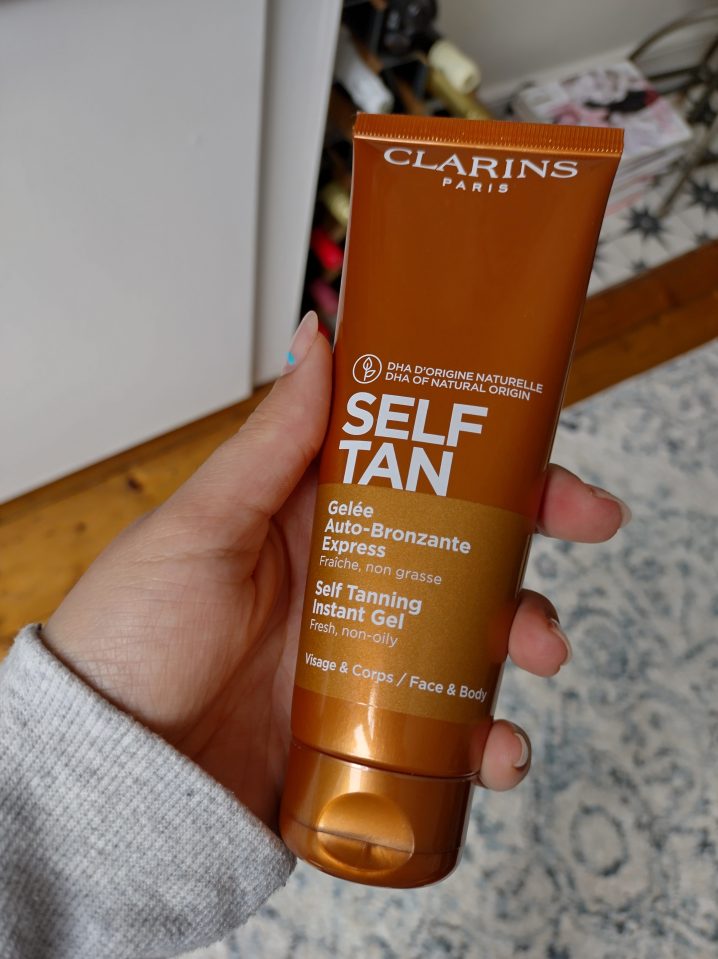 CLARINS
PARIS
DHA D'ORIGINE NATURELLE
DHA OF NATURAL ORIGIN
SELF
TAN
Gelée
Auto-Bronzante
Express
Fraîche, non grasse
Self Tanning
Instant Gel
Fresh, non-oily
Visage & Corps / Face & Body